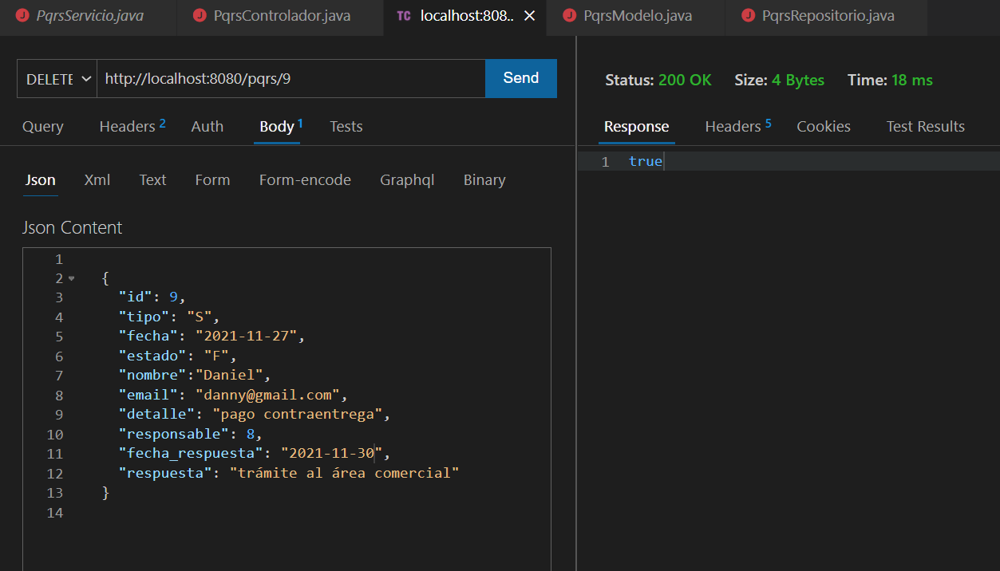 J PqrsServicio.java J PqrsControlador.java TC localhost:808.. J PqrsModelo.java J PqrsRepositorio.java
DELETE http://localhost:8080/pqrs/9 Send
Query Headers 2 Auth Body 1 Tests
Json Xml Text Form Form-encode Graphql Binary
Json Content
1
2 {
3 "id": 9,
4 "tipo": "S",
5 "fecha": "2021-11-27",
6 "estado": "F",
7 "nombre":"Daniel",
8 "email": "danny@gmail.com",
9 "detalle": "pago contraentrega",
10 "responsable": 8,
11 "fecha_respuesta": "2021-11-30",
12 "respuesta": "trámite al área comercial"
13 }
14
Status: 200 OK Size: 4 Bytes Time: 18 ms
Response Headers 5 Cookies Test Results
1 true